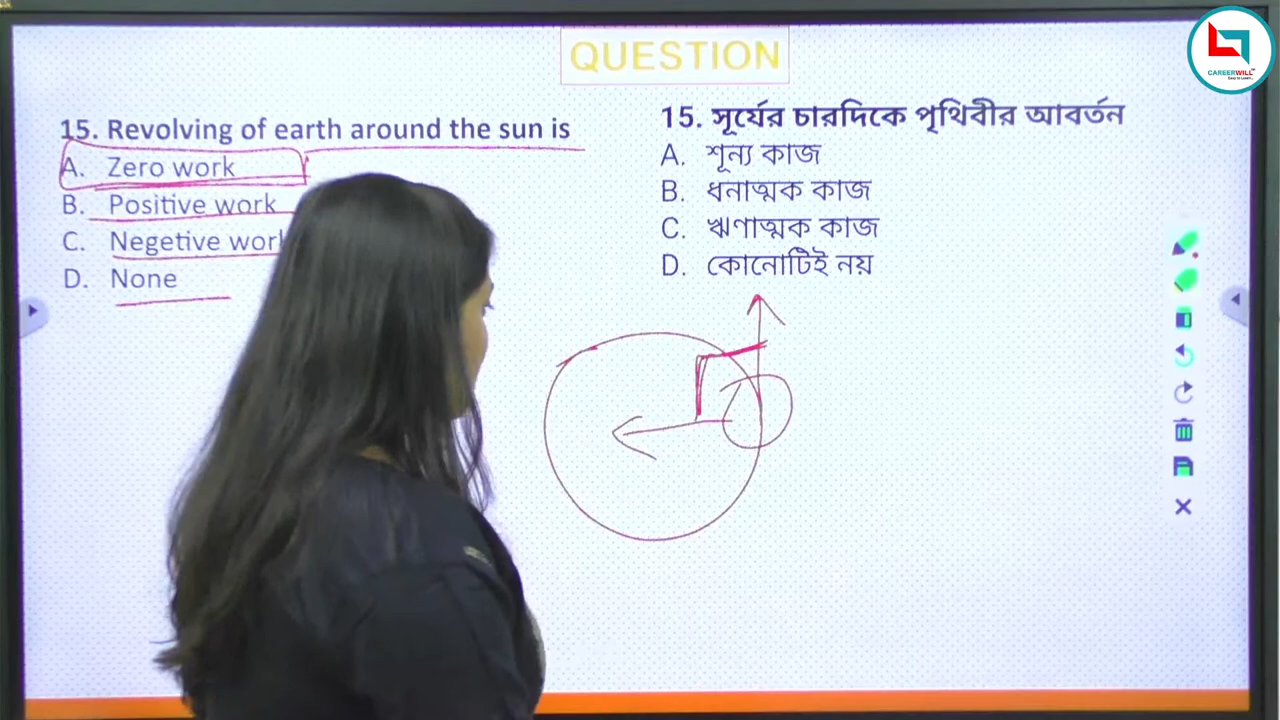 QUESTION
15. Revolving of earth around the sun is
A. Zero work
B. Positive work
C. Negetive work
D. None
15. সূর্যের চারদিকে পৃথিবীর আবর্তন
A. শূন্য কাজ
B. ধনাত্মক কাজ
C. ঋণাত্মক কাজ
D. কোনোটিই নয়
CAREERWILL